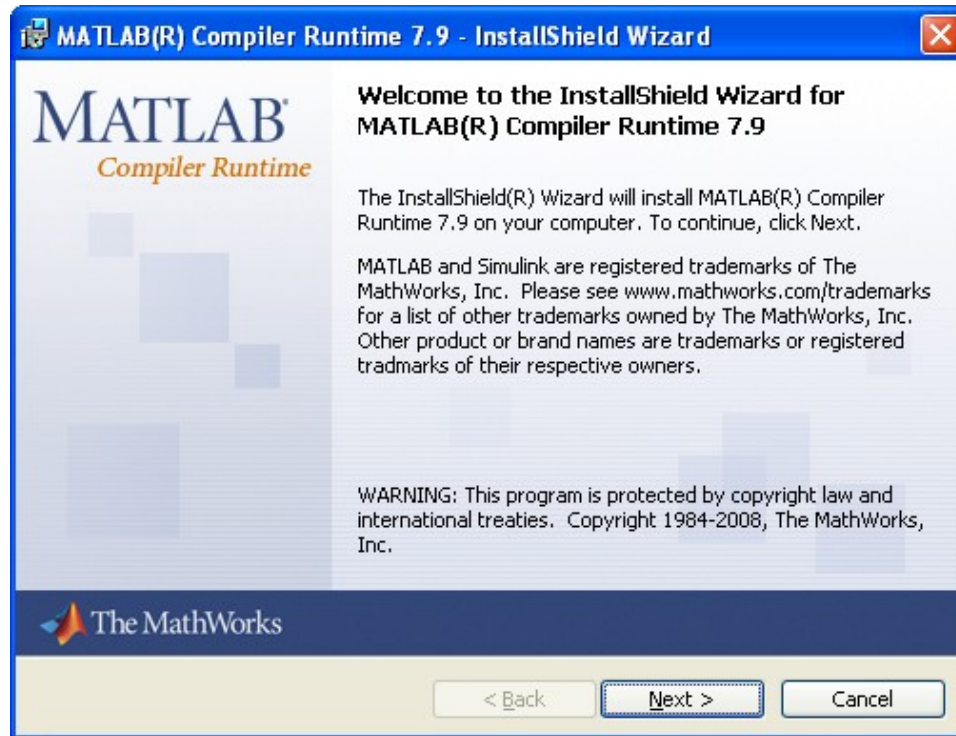 MATLAB(R) Compiler Runtime 7.9 - InstallShield Wizard
MATLAB®
Compiler Runtime
Welcome to the InstallShield Wizard for
MATLAB(R) Compiler Runtime 7.9
The InstallShield(R) Wizard will install MATLAB(R) Compiler
Runtime 7.9 on your computer. To continue, click Next.
MATLAB and Simulink are registered trademarks of The
MathWorks, Inc.  Please see www.mathworks.com/trademarks
for a list of other trademarks owned by The MathWorks, Inc.
Other product or brand names are trademarks or registered
tradmarks of their respective owners.
WARNING: This program is protected by copyright law and
international treaties.  Copyright 1984-2008, The MathWorks,
Inc.
The MathWorks
< Back
Next >
Cancel